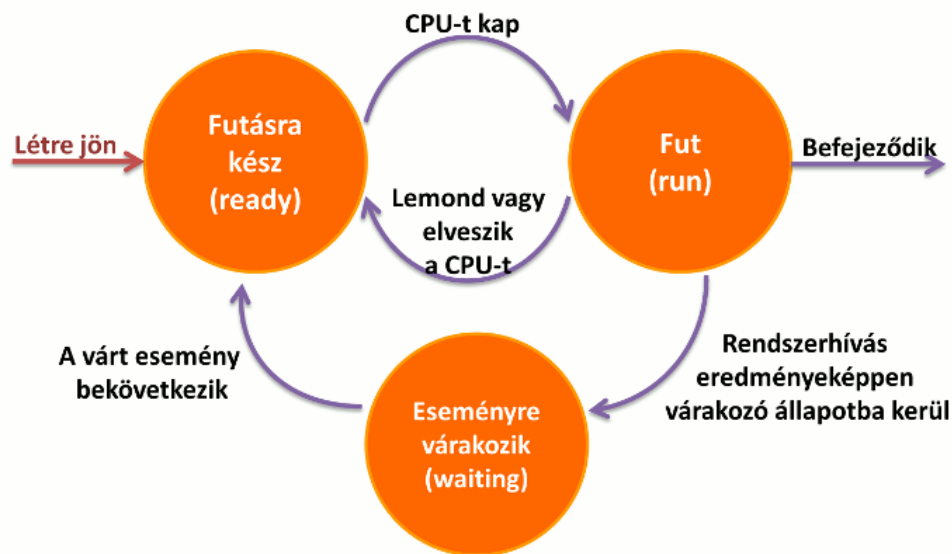 CPU-t kap
Létre jön
Futásra
kész
(ready)
Fut
(run)
Befejeződik
Lemond vagy
elveszik
a CPU-t
A várt esemény
bekövetkezik
Eseményre
várakozik
(waiting)
Rendszerhívás
eredményeképpen
várakozó állapotba kerül